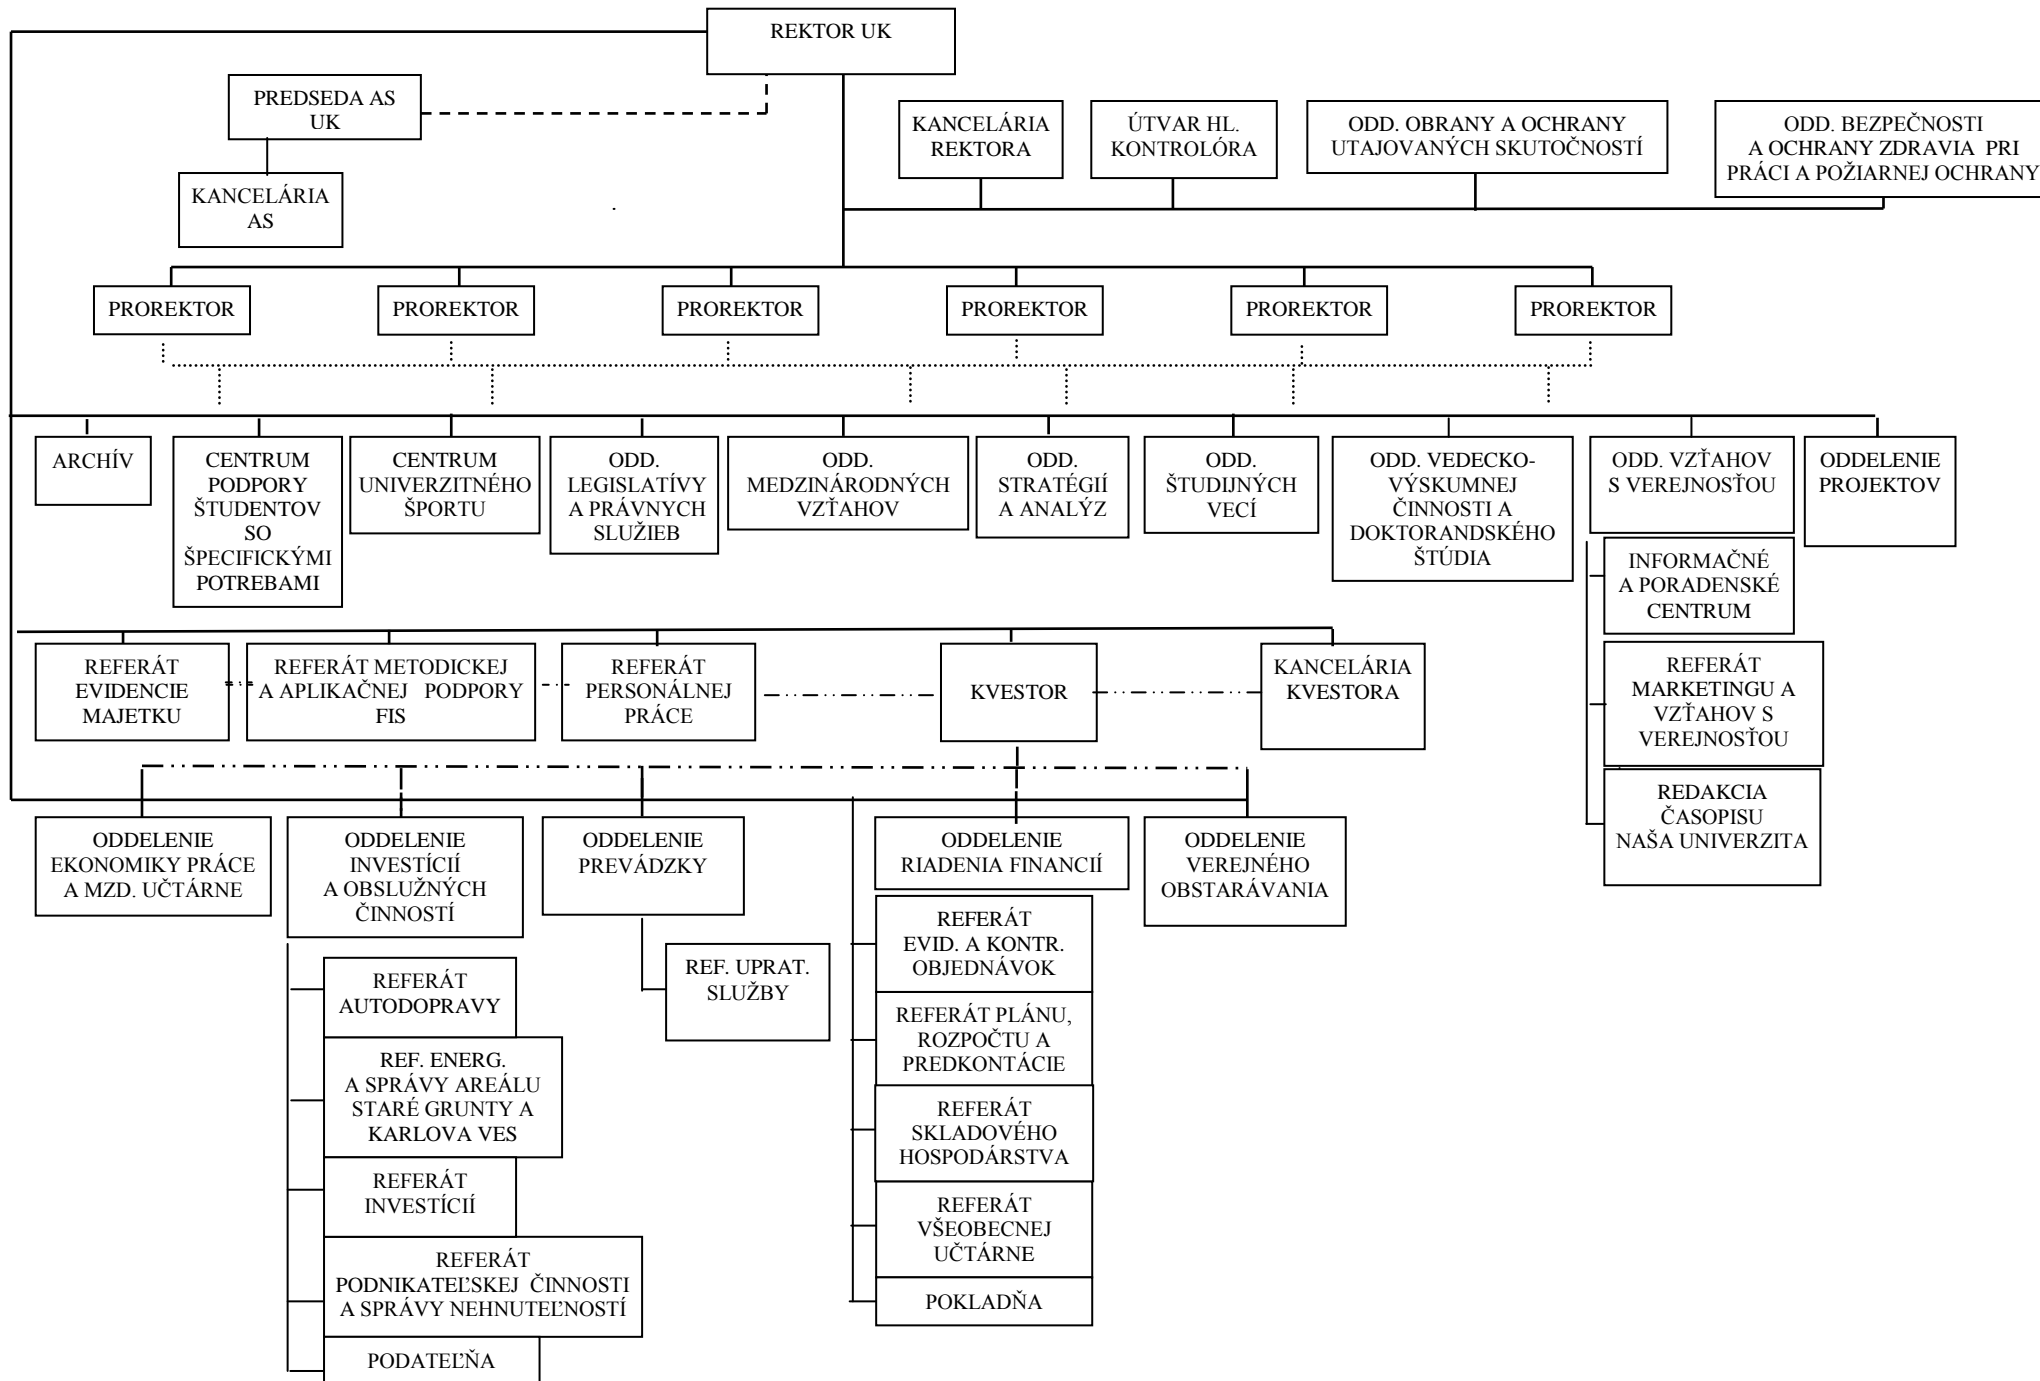 REKTOR UK
PREDSEDA AS
UK
KANCELÁRIA
AS
KANCELÁRIA
REKTORA
ÚTVAR HL.
KONTROLÓRA
ODD. OBRANY A OCHRANY
UTAJOVANÝCH SKUTOČNOSTÍ
ODD. BEZPEČNOSTI
A OCHRANY ZDRAVIA PRI
PRÁCI A POŽIARNEJ OCHRANY
PROREKTOR
PROREKTOR
PROREKTOR
PROREKTOR
PROREKTOR
PROREKTOR
ARCHÍV
CENTRUM
PODPORY
ŠTUDENTOV
SO
ŠPECIFICKÝMI
POTREBAMI
CENTRUM
UNIVERZITNÉHO
ŠPORTU
ODD.
LEGISLATÍVY
A PRÁVNYCH
SLUŽIEB
ODD.
MEDZINÁRODNÝCH
VZŤAHOV
ODD.
STRATÉGIÍ
A ANALÝZ
ODD.
ŠTUDIJNÝCH
VECÍ
ODD. VEDECKO-
VÝSKUMNEJ
ČINNOSTI A
DOKTORANDSKÉHO
ŠTÚDIA
ODD. VZŤAHOV
S VEREJNOSŤOU
ODDELENIE
PROJEKTOV
INFORMAČNÉ
A PORADENSKÉ
CENTRUM
REFERÁT
MARKETINGU A
VZŤAHOV S
VEREJNOSŤOU
REDAKCIA
ČASOPISU
NAŠA UNIVERZITA
REFERÁT
EVIDENCIE
MAJETKU
REFERÁT METODICKEJ
A APLIKAČNEJ PODPORY
FIS
REFERÁT
PERSONÁLNEJ
PRÁCE
KVESTOR
KANCELÁRIA
KVESTORA
ODDELENIE
EKONOMIKY PRÁCE
A MZD. UČTÁRNE
ODDELENIE
INVESTÍCIÍ
A OBSLUŽNÝCH
ČINNOSTÍ
ODDELENIE
PREVÁDZKY
ODDELENIE
RIADENIA FINANCIÍ
ODDELENIE
VEREJNÉHO
OBSTARÁVANIA
REFERÁT
AUTODOPRAVY
REF. ENERG.
A SPRÁVY AREÁLU
STARÉ GRUNTY A
KARLOVA VES
REFERÁT
INVESTÍCIÍ
REFERÁT
PODNIKATEĽSKEJ ČINNOSTI
A SPRÁVY NEHNUTEĽNOSTÍ
PODATEĽŇA
REF. UPRAT.
SLUŽBY
REFERÁT
EVID. A KONTR.
OBJEDNÁVOK
REFERÁT PLÁNU,
ROZPOČTU A
PREDKONTÁCIE
REFERÁT
SKLADOVÉHO
HOSPODÁRSTVA
REFERÁT
VŠEOBECNEJ
UČTÁRNE
POKLADŇA